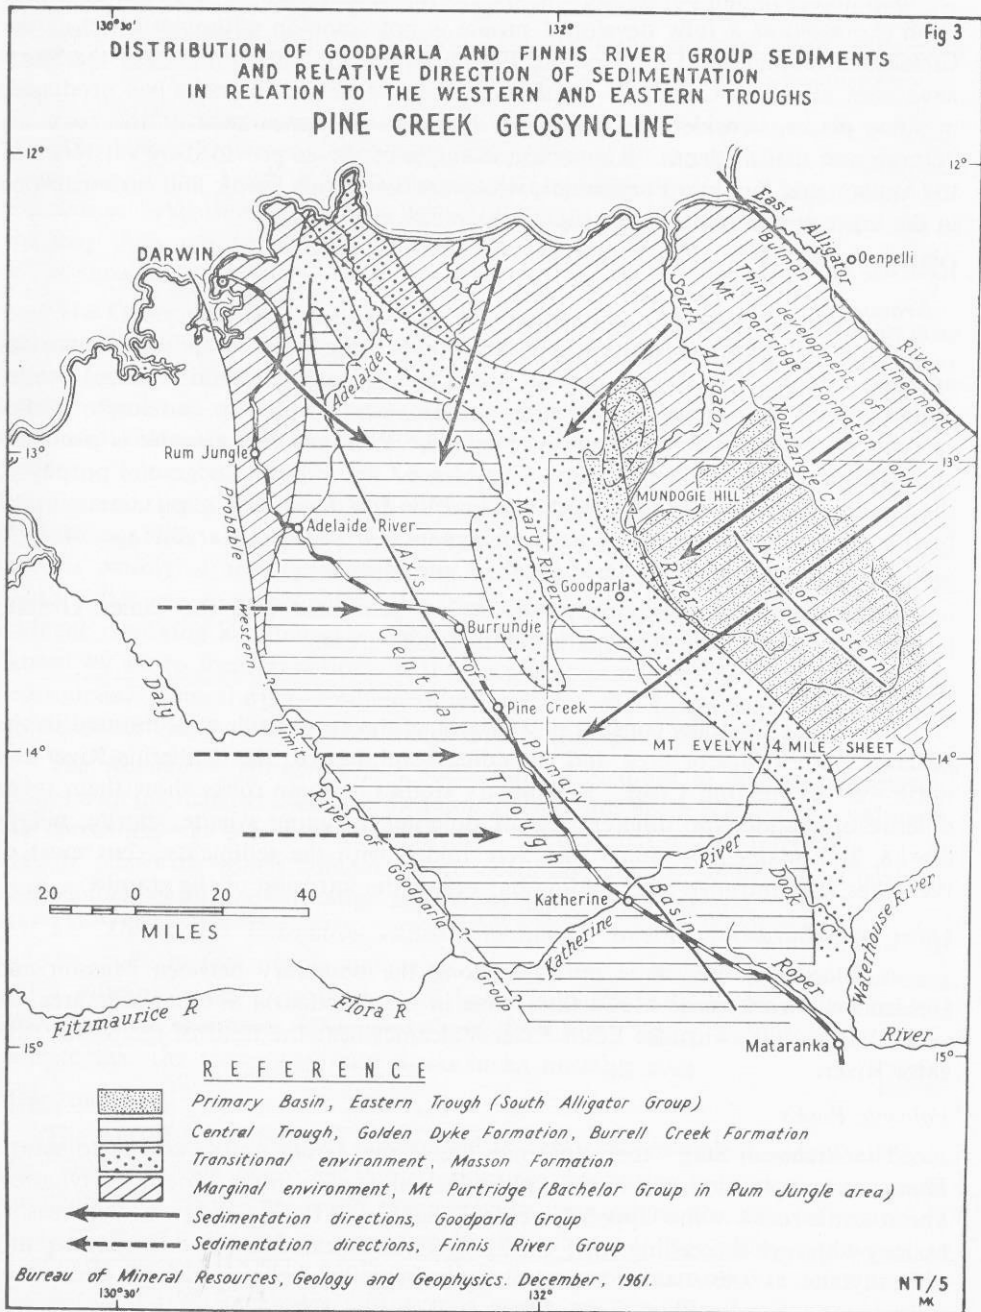 130°30'
132°
Fig 3
DISTRIBUTION OF GOODPARLA AND FINNIS RIVER GROUP SEDIMENTS
AND RELATIVE DIRECTION OF SEDIMENTATION
IN RELATION TO THE WESTERN AND EASTERN TROUGHS
PINE CREEK GEOSYNCLINE
12°
12°
DARWIN
East Alligator River
Oenpelli
Bulman Lineament
Thin development of
Mt Partridge Formation only
South Alligator River
Adelaide R
Nourlangie C.
13°
13°
Rum Jungle
MUNDOGIE HILL
Adelaide River
Mary River
Goodparla
Axis of Eastern Trough
Probable western limit of Goodparla Group
? ? ? ? ? ?
Axis of Primary Basin
Central Trough
Burrundie
Pine Creek
Daly River
14°
MT EVELYN 4 MILE SHEET
14°
Katherine
Katherine River
Dook C.
Waterhouse River
Roper River
20 0 20 40
MILES
Fitzmaurice R
Flora R
15°
Mataranka
15°
REFERENCE
Primary Basin, Eastern Trough (South Alligator Group)
Central Trough, Golden Dyke Formation, Burrell Creek Formation
Transitional environment, Masson Formation
Marginal environment, Mt Partridge (Bachelor Group in Rum Jungle area)
Sedimentation directions, Goodparla Group
Sedimentation directions, Finnis River Group
Bureau of Mineral Resources, Geology and Geophysics. December, 1961.
NT/5
MK
130°30'
132°